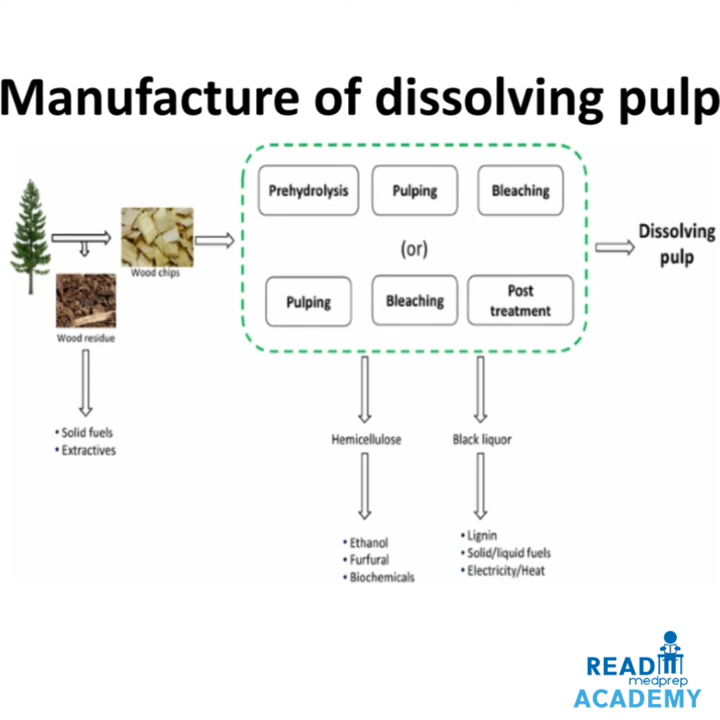 Manufacture of dissolving pulp
Prehydrolysis
Pulping
Bleaching
Wood chips
(or)
Dissolving
pulp
Pulping
Bleaching
Post
treatment
Wood residue
• Solid fuels
• Extractives
Hemicellulose
Black liquor
• Ethanol
• Furfural
• Biochemicals
• Lignin
• Solid/liquid fuels
• Electricity/Heat
READ
medprep
ACADEMY